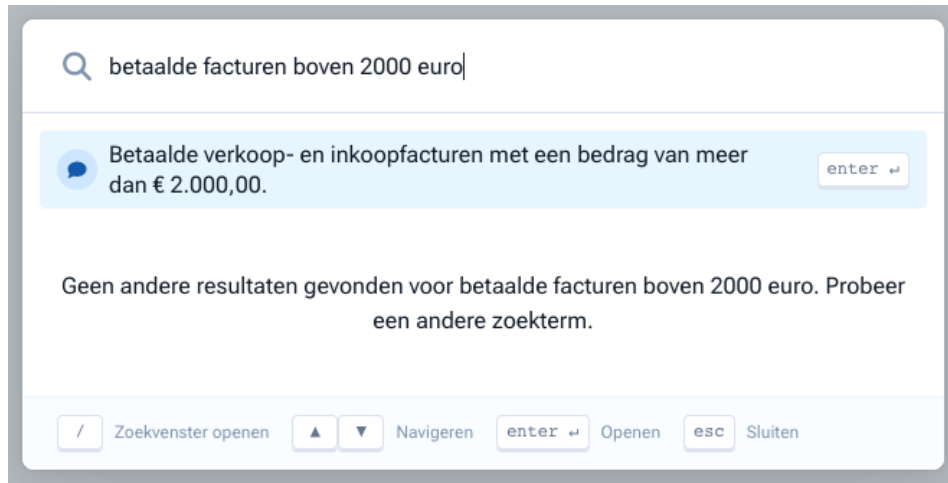 betaalde facturen boven 2000 euro
Betaalde verkoop- en inkoopfacturen met een bedrag van meer
dan € 2.000,00.
enter ↵
Geen andere resultaten gevonden voor betaalde facturen boven 2000 euro. Probeer
een andere zoekterm.
/ Zoekvenster openen ▲ ▼ Navigeren enter ↵ Openen esc Sluiten